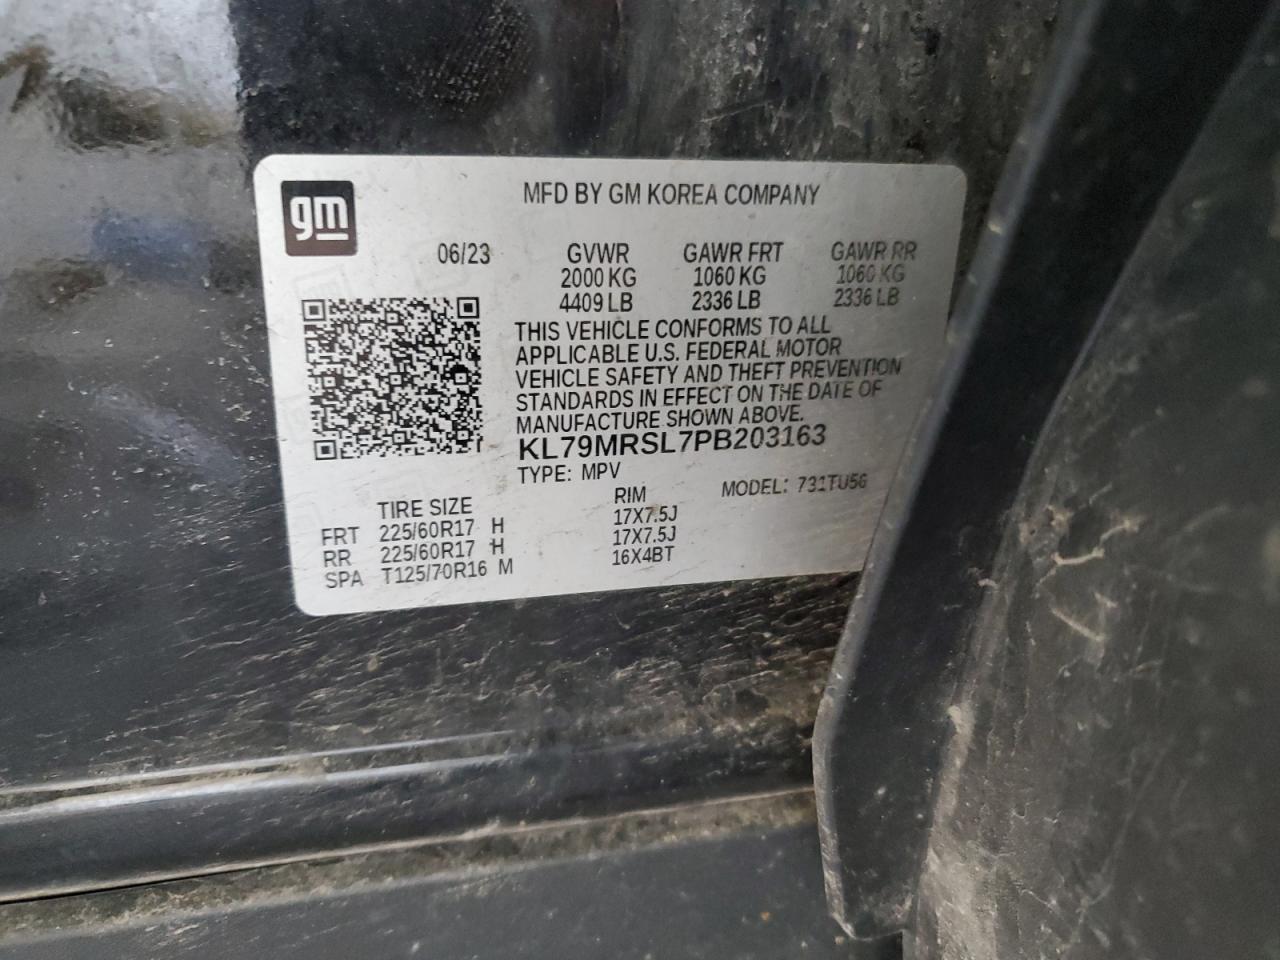 gm
MFD BY GM KOREA COMPANY
06/23 GVWR GAWR FRT GAWR RR
2000 KG 1060 KG 1060 KG
4409 LB 2336 LB 2336 LB
THIS VEHICLE CONFORMS TO ALL
APPLICABLE U.S. FEDERAL MOTOR
VEHICLE SAFETY AND THEFT PREVENTION
STANDARDS IN EFFECT ON THE DATE OF
MANUFACTURE SHOWN ABOVE.
KL79MRSL7PB203163
TYPE: MPV MODEL: 731TU56
TIRE SIZE RIM
FRT 225/60R17 H 17X7.5J
RR 225/60R17 H 17X7.5J
SPA T125/70R16 M 16X4BT